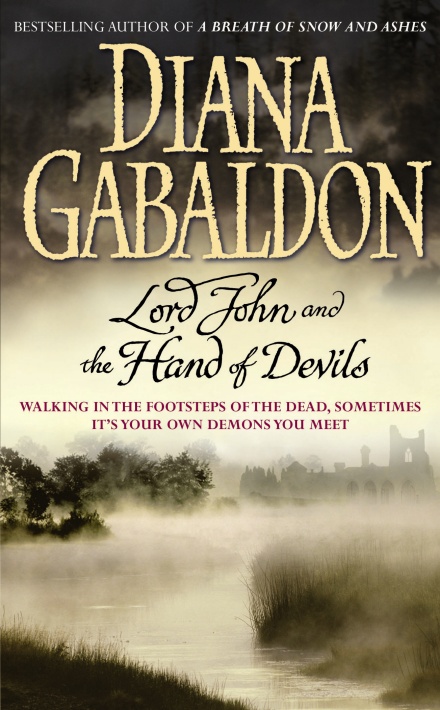 BESTSELLING AUTHOR OF A BREATH OF SNOW AND ASHES
DIANA
GABALDON
Lord John and
the Hand of Devils
WALKING IN THE FOOTSTEPS OF THE DEAD, SOMETIMES
IT'S YOUR OWN DEMONS YOU MEET